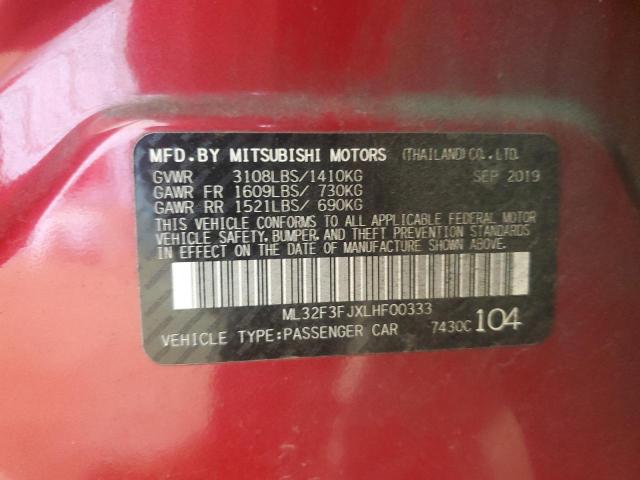 MFD.BY MITSUBISHI MOTORS (THAILAND)CO.,LTD.
GVWR 3108LBS/1410KG SEP 2019
GAWR FR 1609LBS/ 730KG
GAWR RR 1521LBS/ 690KG
THIS VEHICLE CONFORMS TO ALL APPLICABLE FEDERAL MOTOR
VEHICLE SAFETY, BUMPER, AND THEFT PREVENTION STANDARDS
IN EFFECT ON THE DATE OF MANUFACTURE SHOWN ABOVE.
ML32F3FJXLHF00333
VEHICLE TYPE:PASSENGER CAR 7430C 104